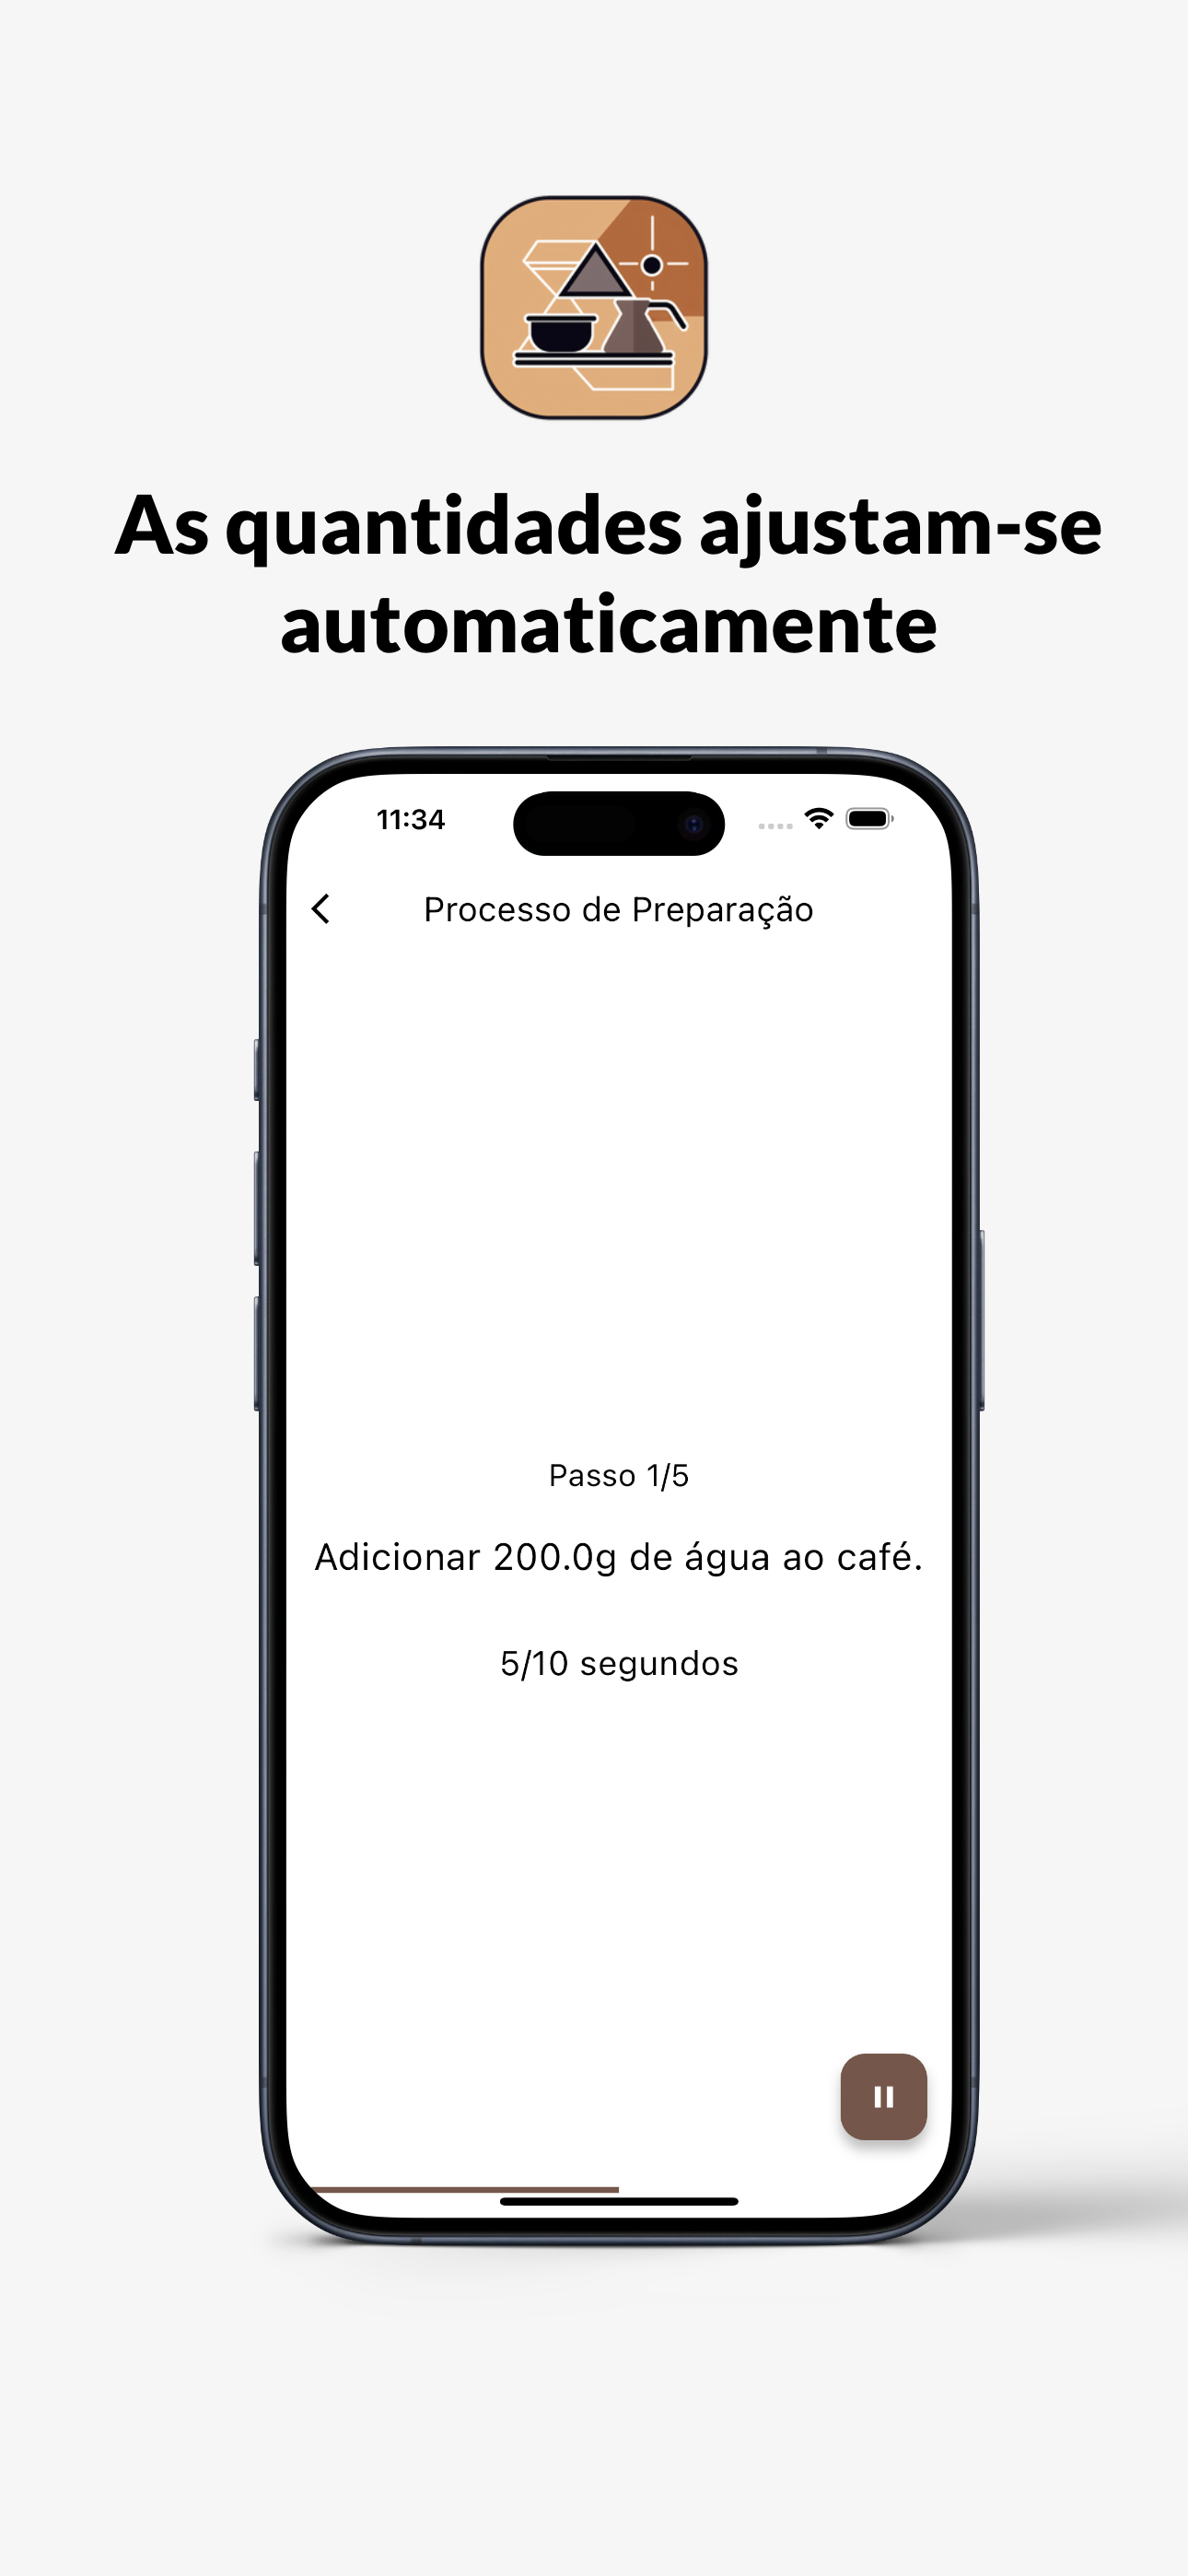 As quantidades ajustam-se
automaticamente
11:34
Processo de Preparação
Passo 1/5
Adicionar 200.0g de água ao café.
5/10 segundos